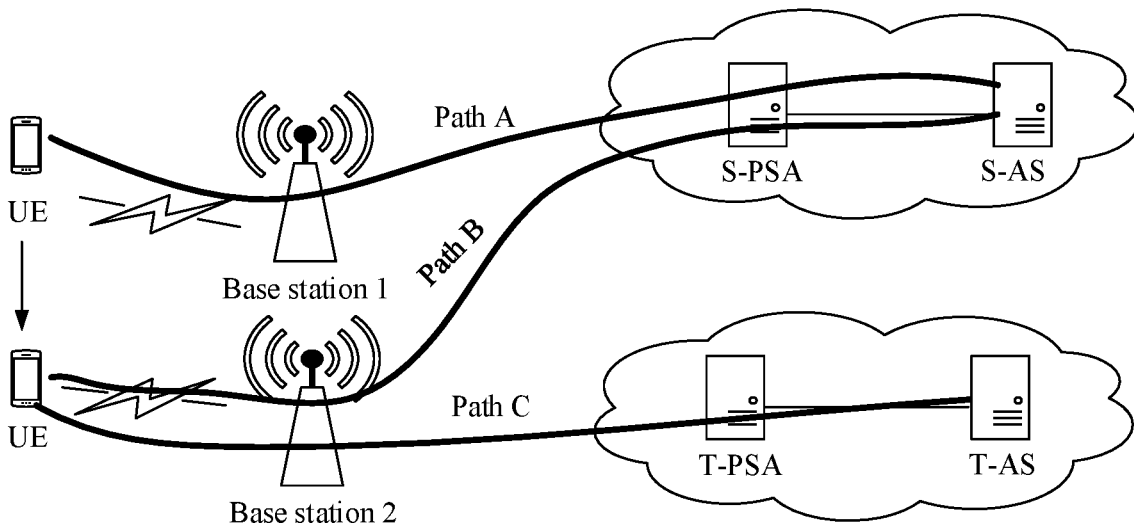 Path A
S-PSA
S-AS
UE
Path B
Base station 1
Path C
UE
T-PSA
T-AS
Base station 2